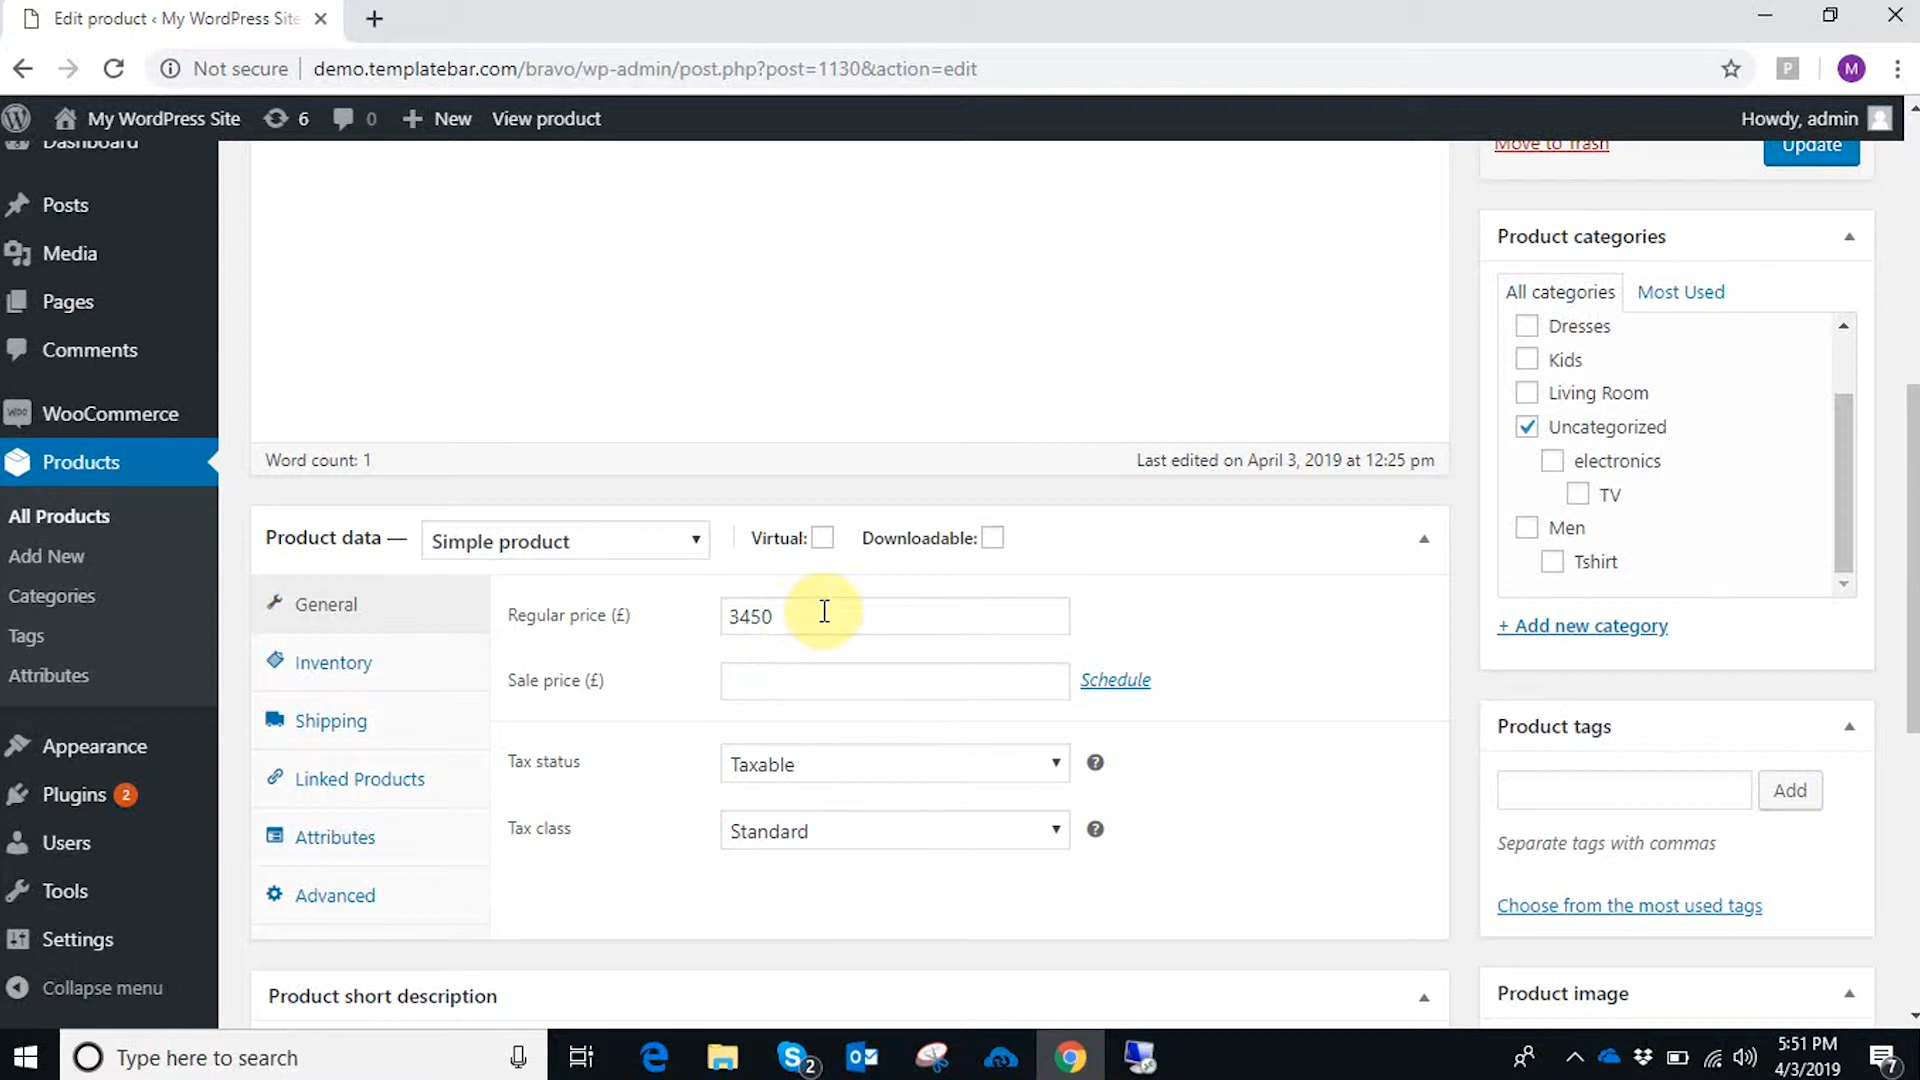 Edit product ‹ My WordPress Site
Not secure | demo.templatebar.com/bravo/wp-admin/post.php?post=1130&action=edit
P
M
My WordPress Site
6
0
New
View product
Howdy, admin
Dashboard
Move to Trash
Update
Posts
Media
Pages
Comments
WooCommerce
Products
All Products
Add New
Categories
Tags
Attributes
Appearance
Plugins 2
Users
Tools
Settings
Collapse menu
Word count: 1
Last edited on April 3, 2019 at 12:25 pm
Product data —
Simple product
Virtual:
Downloadable:
General
Inventory
Shipping
Linked Products
Attributes
Advanced
Regular price (£)
3450
Sale price (£)
Schedule
Tax status
Taxable
Tax class
Standard
Product short description
Product categories
All categories
Most Used
Dresses
Kids
Living Room
Uncategorized
electronics
TV
Men
Tshirt
+ Add new category
Product tags
Add
Separate tags with commas
Choose from the most used tags
Product image
Type here to search
2
5:51 PM
4/3/2019
7